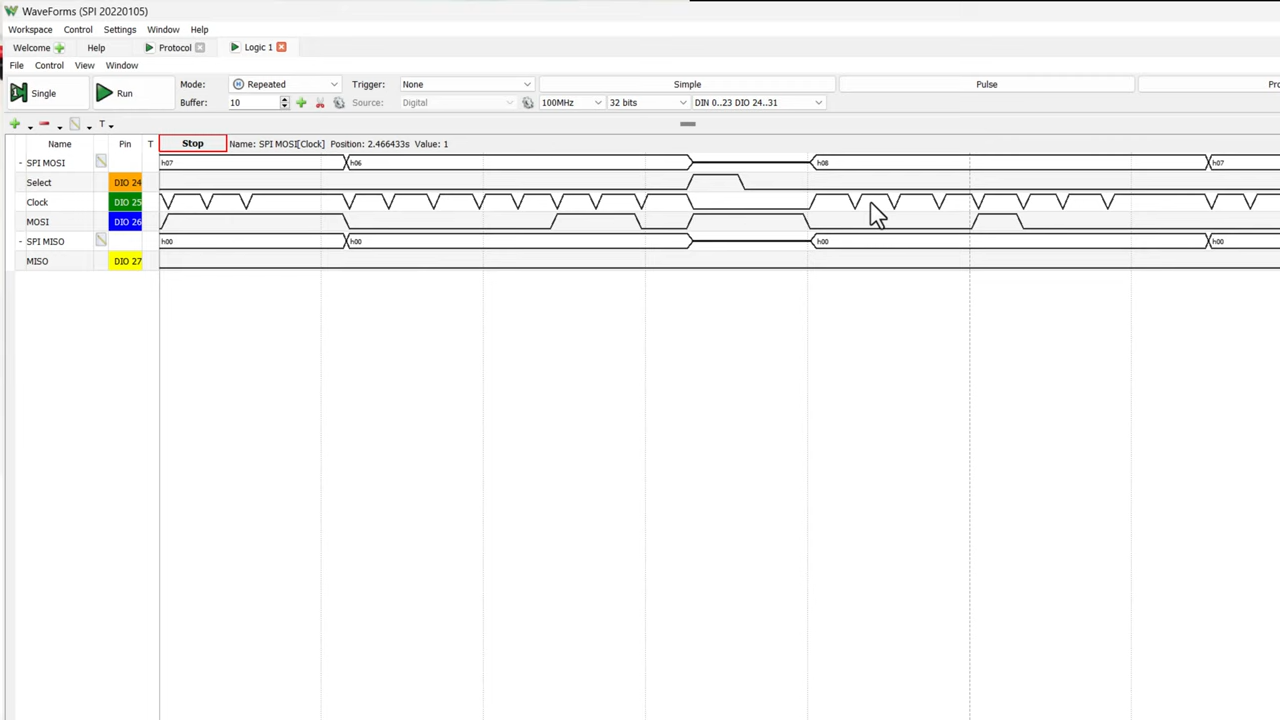 WaveForms (SPI 20220105)
Workspace Control Settings Window Help
Welcome Help Protocol Logic 1
File Control View Window
Single Run Mode: Repeated Trigger: None Simple Pulse Pro
Buffer: 10 Source: Digital 100MHz 32 bits DIN 0..23 DIO 24..31
T
Name Pin T Stop Name: SPI MOSI[Clock] Position: 2.466433s Value: 1
- SPI MOSI h07 h06 h08 h07
Select DIO 24
Clock DIO 25
MOSI DIO 26
- SPI MISO h00 h00 h00 h00
MISO DIO 27